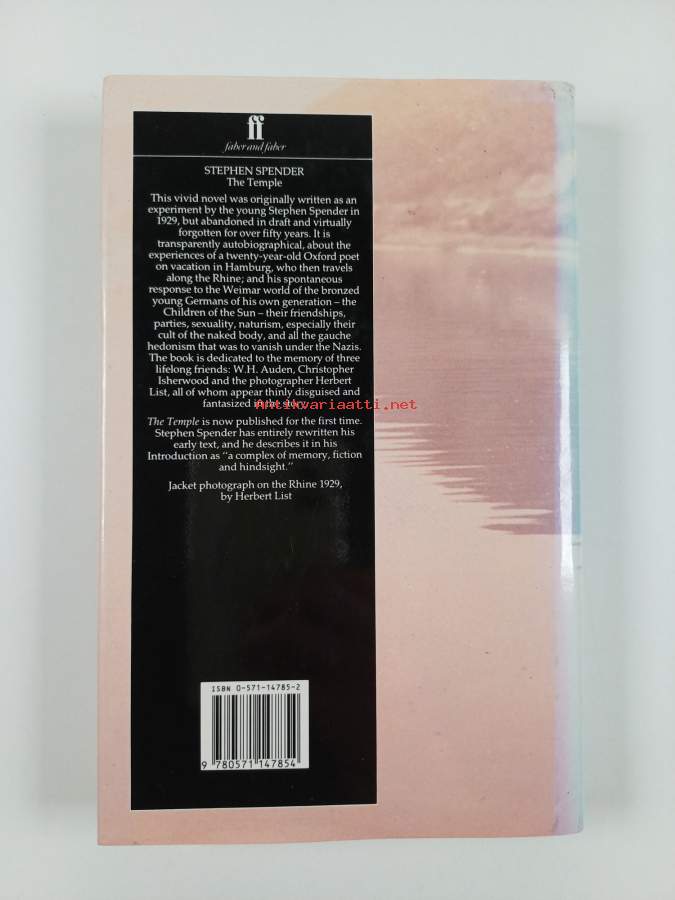 ff
faber and faber
STEPHEN SPENDER
The Temple
This vivid novel was originally written as an
experiment by the young Stephen Spender in
1929, but abandoned in draft and virtually
forgotten for over fifty years. It is
transparently autobiographical, about the
experiences of a twenty-year-old Oxford poet
on vacation in Hamburg, who then travels
along the Rhine; and his spontaneous
response to the Weimar world of the bronzed
young Germans of his own generation – the
Children of the Sun – their friendships,
parties, sexuality, naturism, especially their
cult of the naked body, and all the gauche
hedonism that was to vanish under the Nazis.
The book is dedicated to the memory of three
lifelong friends: W.H. Auden, Christopher
Isherwood and the photographer Herbert
List, all of whom appear thinly disguised and
fantasized in the story.
antikvariaatti.net
The Temple is now published for the first time.
Stephen Spender has entirely rewritten his
early text, and he describes it in his
Introduction as "a complex of memory, fiction
and hindsight."
Jacket photograph on the Rhine 1929,
by Herbert List
ISBN 0-571-14785-2
9 780571 147854